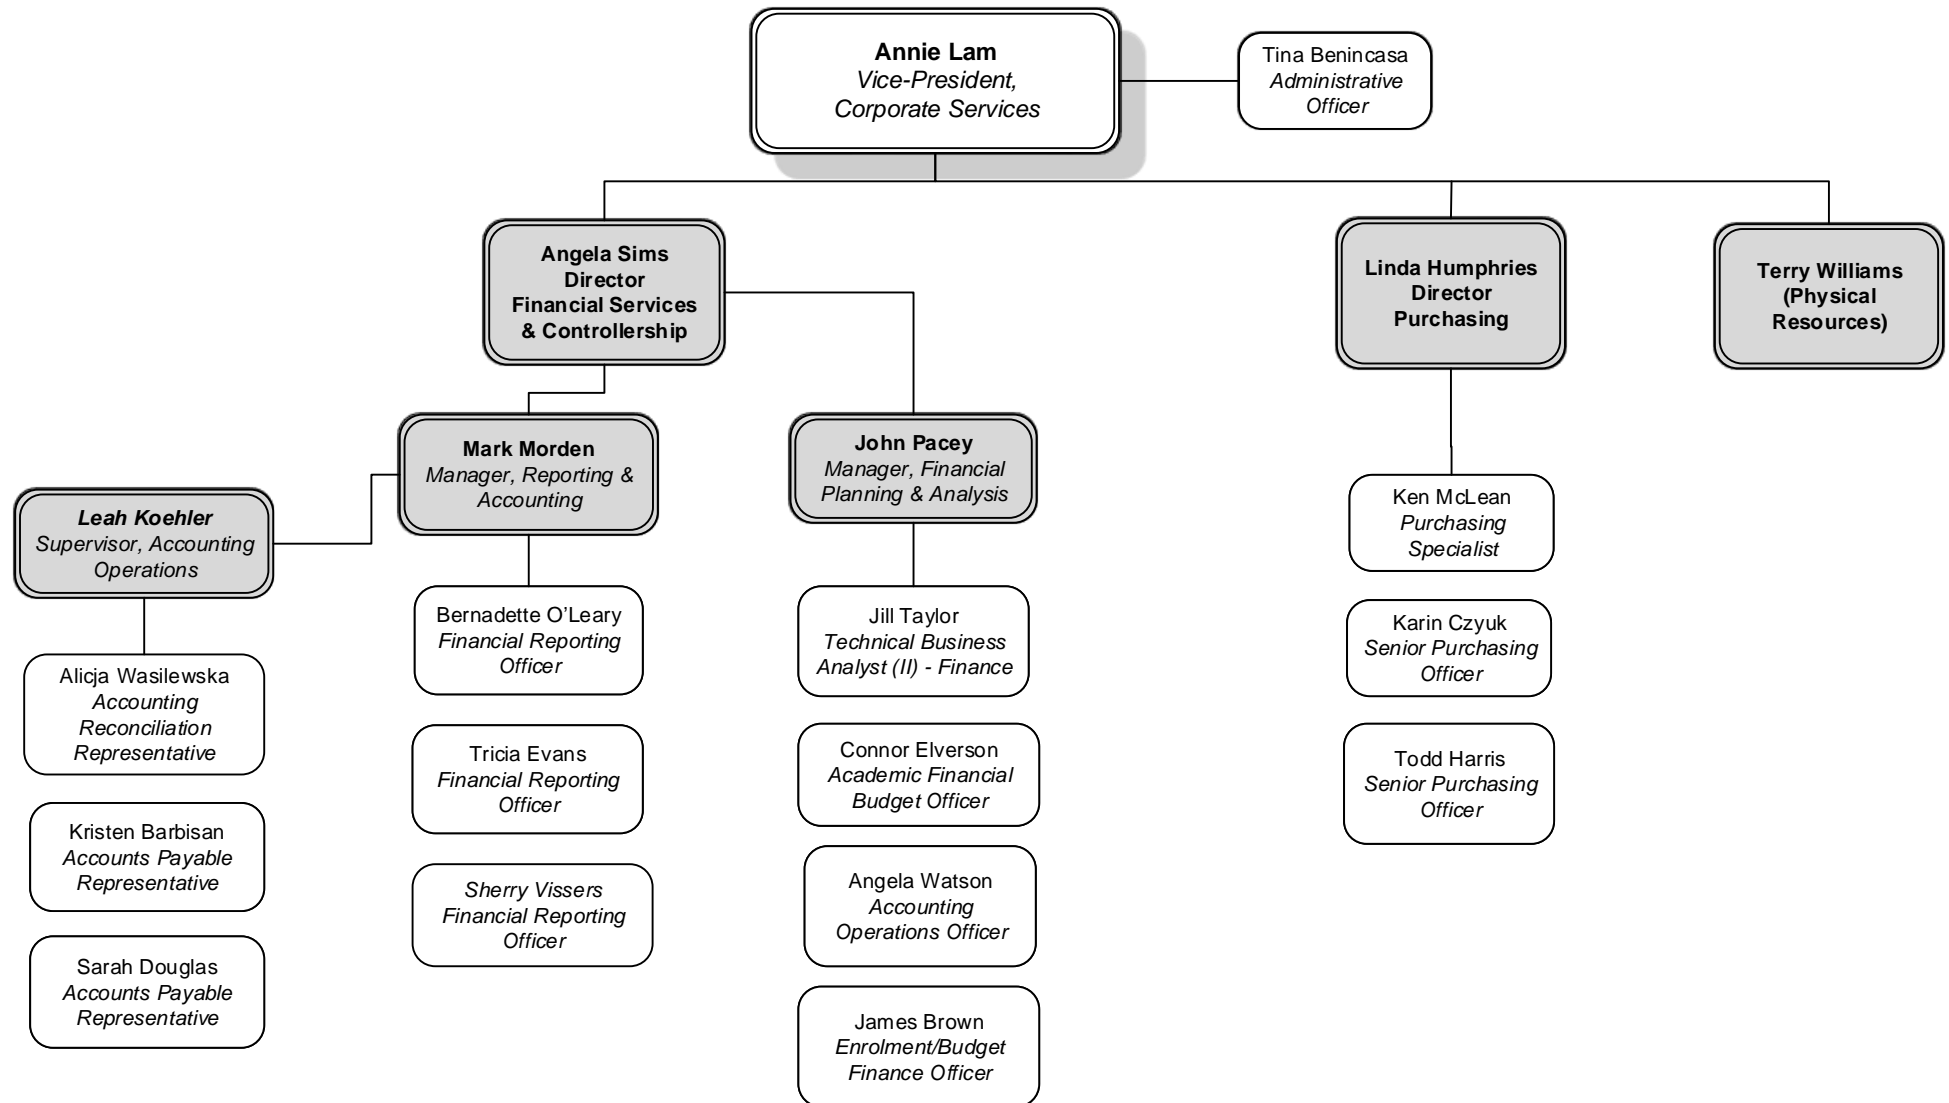 Annie Lam
Vice-President,
Corporate Services
Tina Benincasa
Administrative
Officer
Angela Sims
Director
Financial Services
& Controllership
Linda Humphries
Director
Purchasing
Terry Williams
(Physical
Resources)
Mark Morden
Manager, Reporting &
Accounting
John Pacey
Manager, Financial
Planning & Analysis
Leah Koehler
Supervisor, Accounting
Operations
Alicja Wasilewska
Accounting
Reconciliation
Representative
Kristen Barbisan
Accounts Payable
Representative
Sarah Douglas
Accounts Payable
Representative
Bernadette O’Leary
Financial Reporting
Officer
Tricia Evans
Financial Reporting
Officer
Sherry Vissers
Financial Reporting
Officer
Jill Taylor
Technical Business
Analyst (II) - Finance
Connor Elverson
Academic Financial
Budget Officer
Angela Watson
Accounting
Operations Officer
James Brown
Enrolment/Budget
Finance Officer
Ken McLean
Purchasing
Specialist
Karin Czyuk
Senior Purchasing
Officer
Todd Harris
Senior Purchasing
Officer